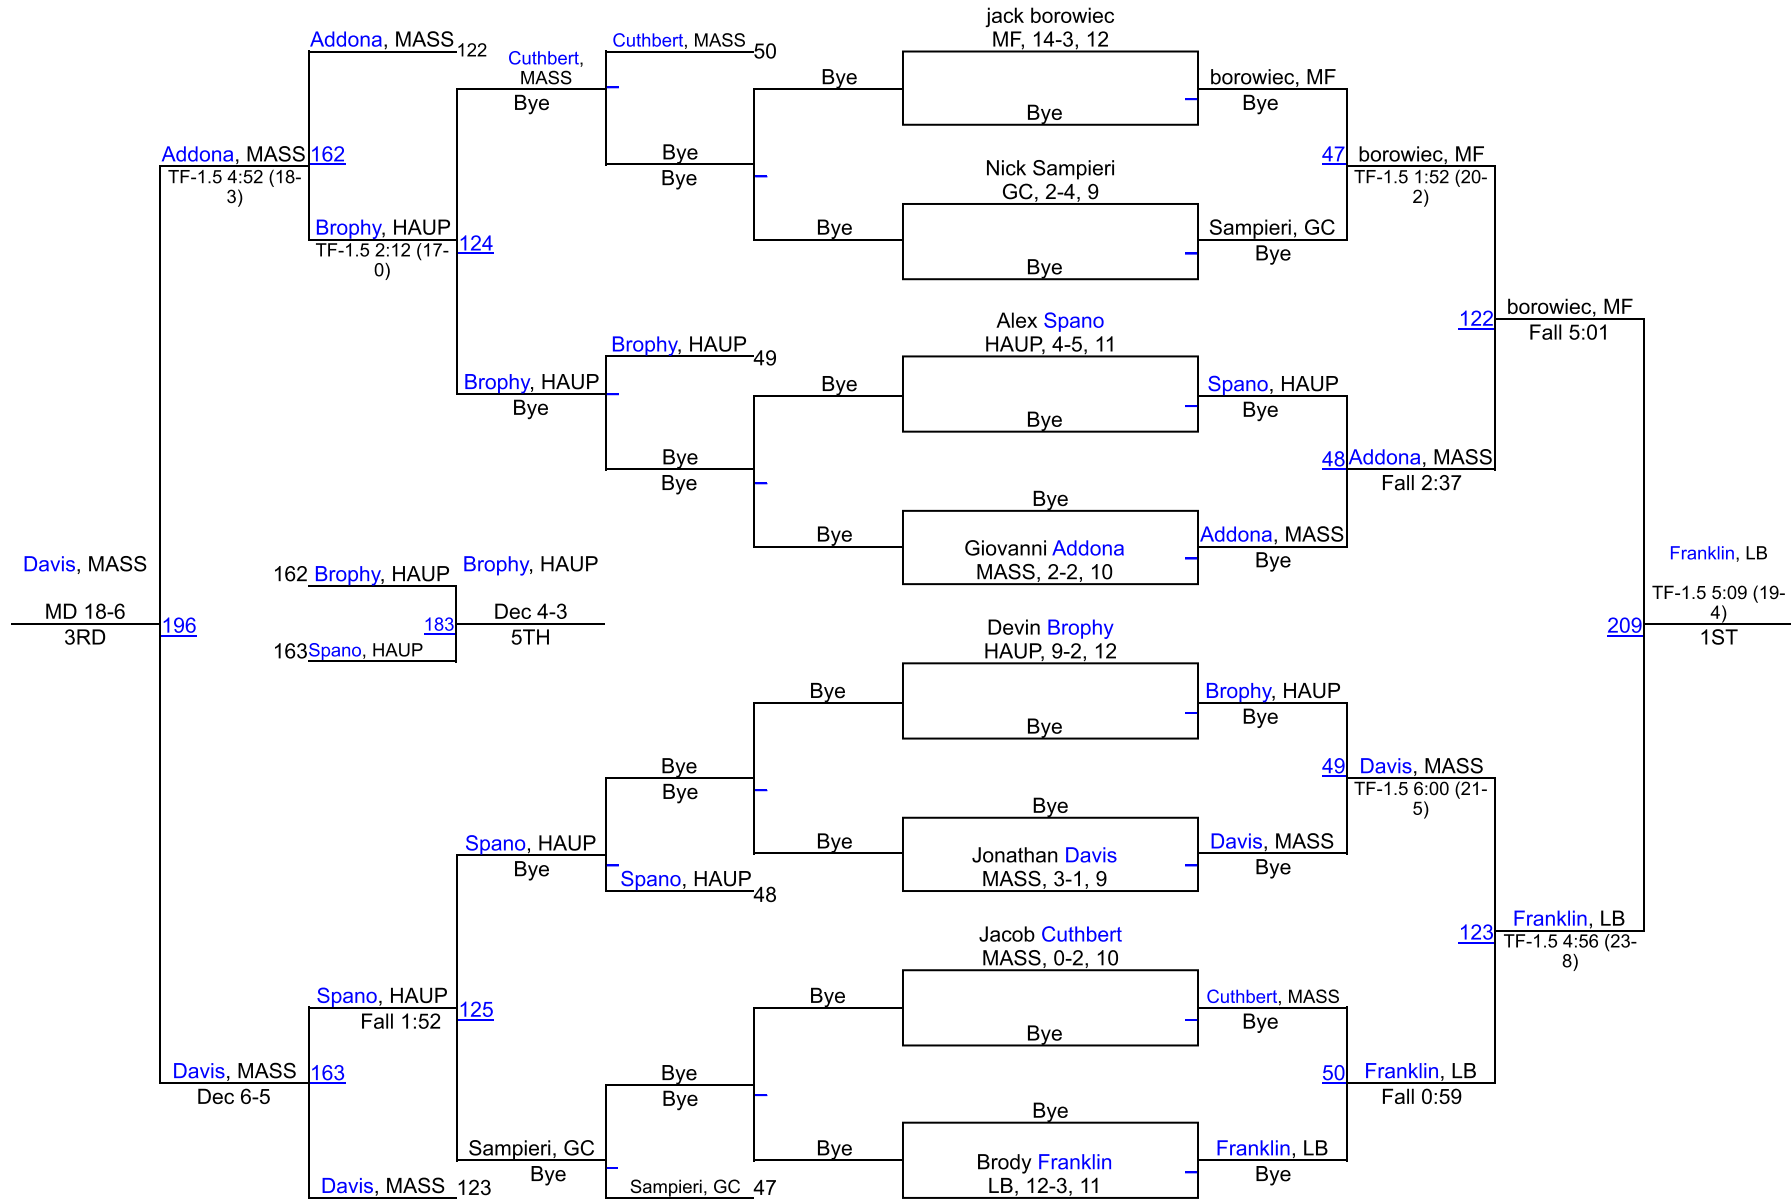 jack borowiec
MF, 14-3, 12
Addona, MASS
122
Cuthbert,
MASS
Bye
Cuthbert, MASS
50
Bye
Bye
borowiec, MF
Bye
Addona, MASS
162
TF-1.5 4:52 (18-
3)
Bye
Bye
Nick Sampieri
GC, 2-4, 9
47
borowiec, MF
TF-1.5 1:52 (20-
2)
Brophy, HAUP
TF-1.5 2:12 (17-
0)
124
Bye
Bye
Sampieri, GC
Bye
Alex Spano
HAUP, 4-5, 11
122
borowiec, MF
Fall 5:01
Brophy, HAUP
49
Brophy, HAUP
Bye
Bye
Bye
Spano, HAUP
Bye
Bye
Bye
48
Addona, MASS
Fall 2:37
Bye
Bye
Giovanni Addona
MASS, 2-2, 10
Addona, MASS
Bye
Davis, MASS
MD 18-6
3RD
196
162
Brophy, HAUP
Brophy, HAUP
183
Dec 4-3
5TH
163
Spano, HAUP
Franklin, LB
TF-1.5 5:09 (19-
4)
1ST
209
Devin Brophy
HAUP, 9-2, 12
Bye
Bye
Brophy, HAUP
Bye
Bye
Bye
49
Davis, MASS
TF-1.5 6:00 (21-
5)
Spano, HAUP
Bye
Spano, HAUP
48
Bye
Bye
Jonathan Davis
MASS, 3-1, 9
Davis, MASS
Bye
Jacob Cuthbert
MASS, 0-2, 10
123
Franklin, LB
TF-1.5 4:56 (23-
8)
Spano, HAUP
Fall 1:52
125
Bye
Bye
Cuthbert, MASS
Bye
Davis, MASS
Dec 6-5
163
Bye
Bye
50
Franklin, LB
Fall 0:59
Sampieri, GC
Bye
Bye
Bye
Brody Franklin
LB, 12-3, 11
Franklin, LB
Bye
Davis, MASS
123
Sampieri, GC
47